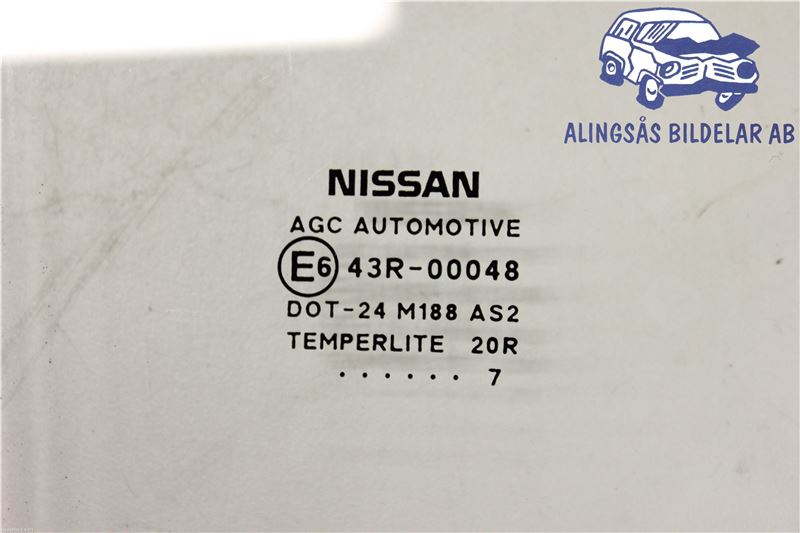 ALINGSÅS BILDELAR AB
NISSAN
AGC AUTOMOTIVE
E6 43R-00048
DOT-24 M188 AS2
TEMPERLITE 20R
. . . . . . 7